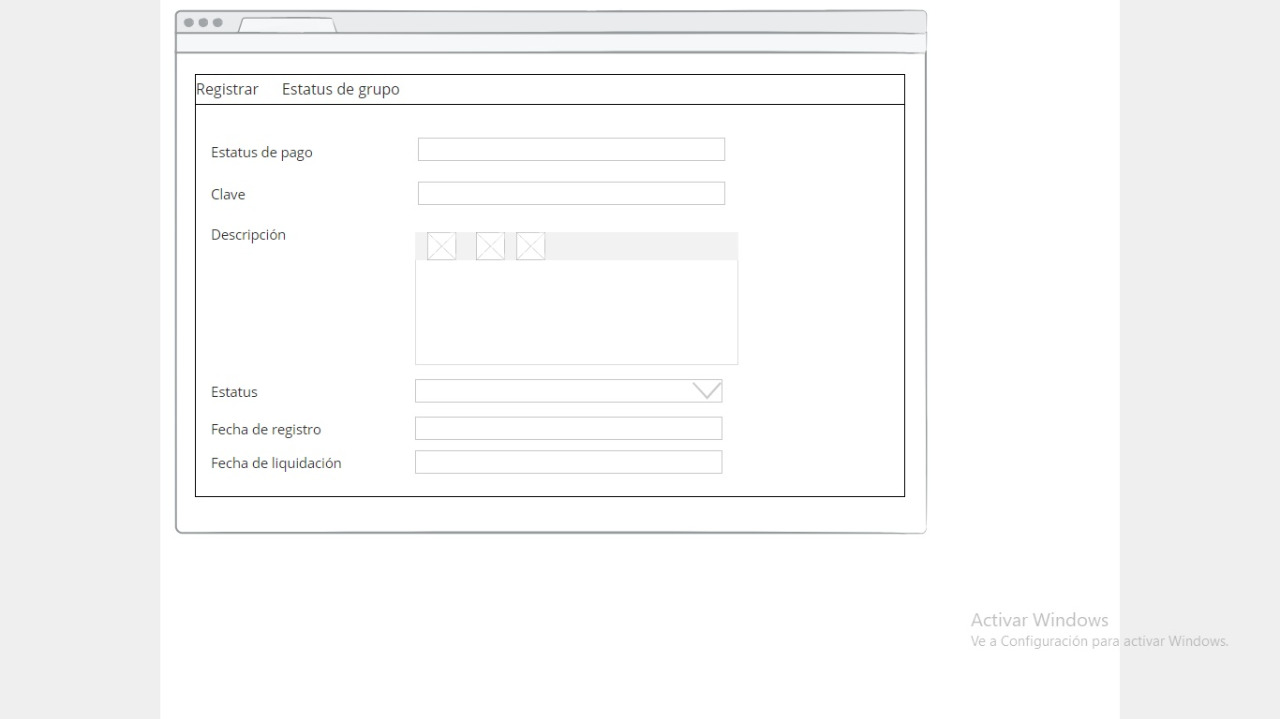 Registrar Estatus de grupo
Estatus de pago
Clave
Descripción
Estatus
Fecha de registro
Fecha de liquidación
Activar Windows
Ve a Configuración para activar Windows.